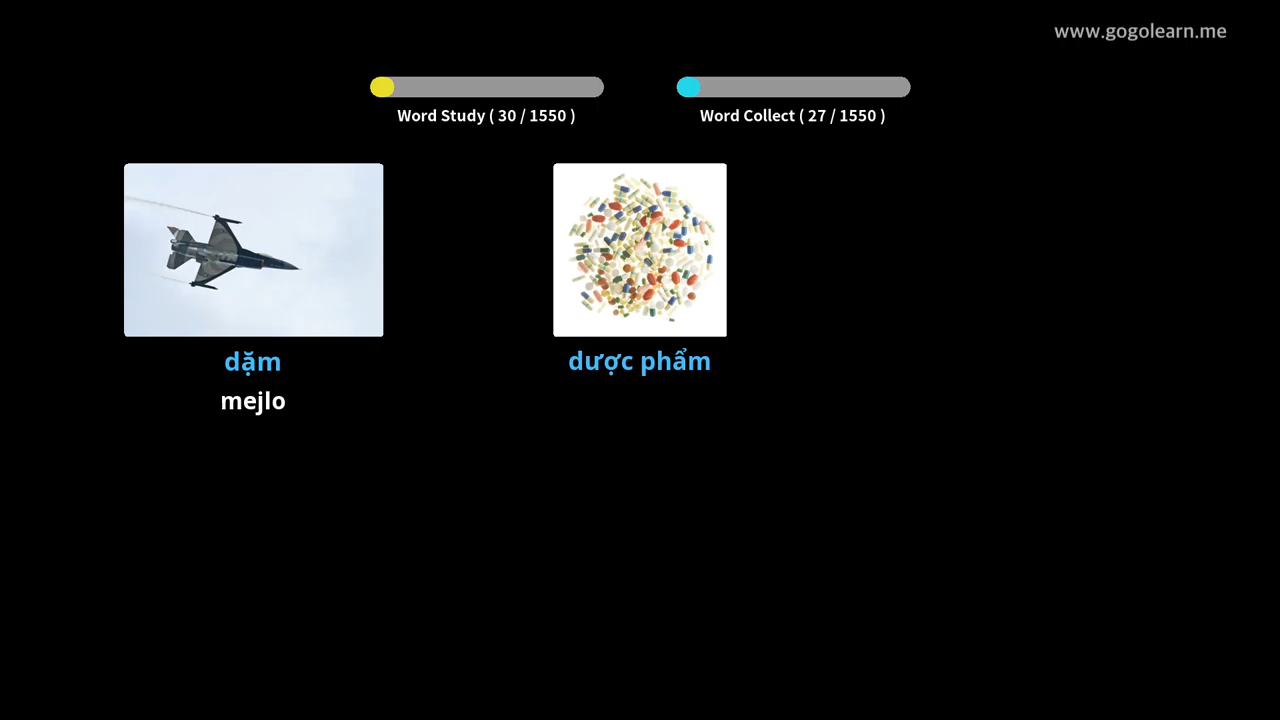 www.gogolearn.me
Word Study ( 30 / 1550 )
Word Collect ( 27 / 1550 )
dặm
mejlo
dược phẩm